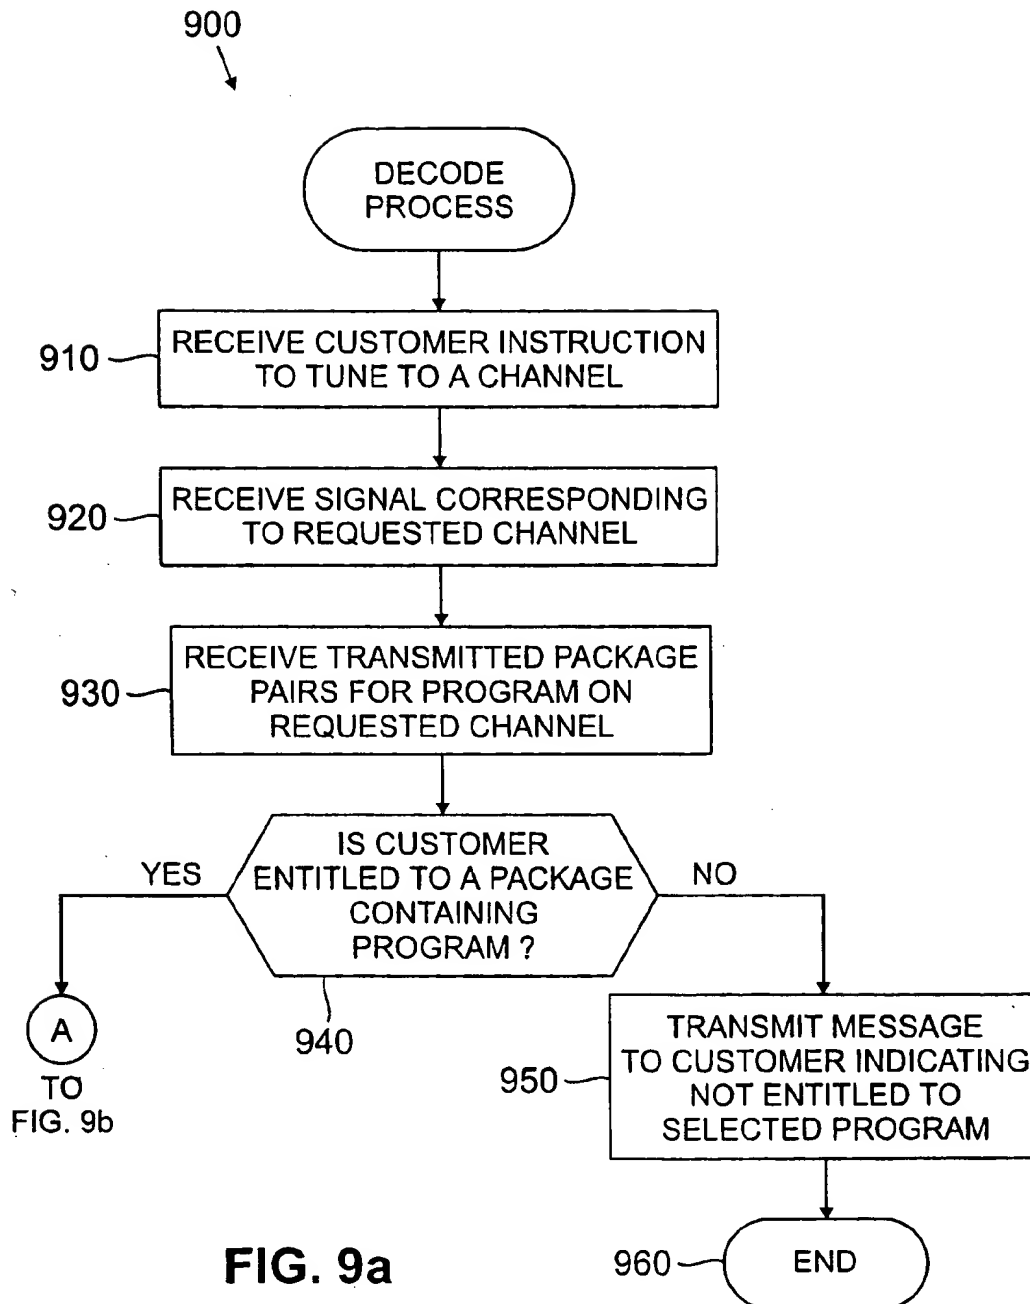 900
DECODE
PROCESS
910
RECEIVE CUSTOMER INSTRUCTION
TO TUNE TO A CHANNEL
920
RECEIVE SIGNAL CORRESPONDING
TO REQUESTED CHANNEL
930
RECEIVE TRANSMITTED PACKAGE
PAIRS FOR PROGRAM ON
REQUESTED CHANNEL
IS CUSTOMER
ENTITLED TO A PACKAGE
CONTAINING
PROGRAM ?
YES
NO
940
A
TO
FIG. 9b
950
TRANSMIT MESSAGE
TO CUSTOMER INDICATING
NOT ENTITLED TO
SELECTED PROGRAM
960
END
FIG. 9a